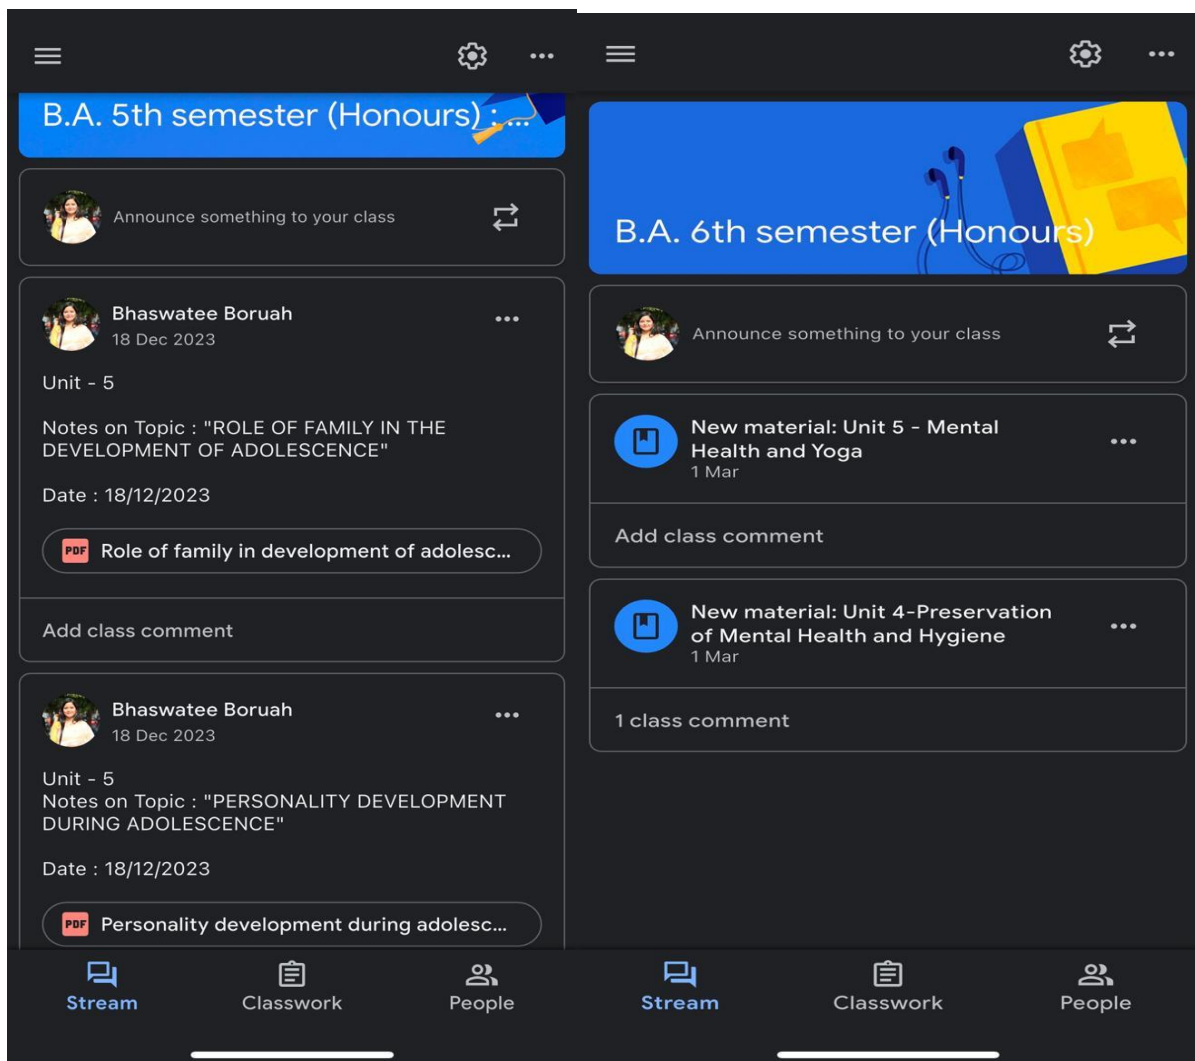 B.A. 5th semester (Honours) : ...
Announce something to your class
Bhaswatee Boruah
18 Dec 2023
Unit - 5
Notes on Topic : "ROLE OF FAMILY IN THE
DEVELOPMENT OF ADOLESCENCE"
Date : 18/12/2023
PDF Role of family in development of adolesc...
Add class comment
Bhaswatee Boruah
18 Dec 2023
Unit - 5
Notes on Topic : "PERSONALITY DEVELOPMENT
DURING ADOLESCENCE"
Date : 18/12/2023
PDF Personality development during adolesc...
Stream Classwork People
B.A. 6th semester (Honours)
Announce something to your class
New material: Unit 5 - Mental
Health and Yoga
1 Mar
Add class comment
New material: Unit 4-Preservation
of Mental Health and Hygiene
1 Mar
1 class comment
Stream Classwork People